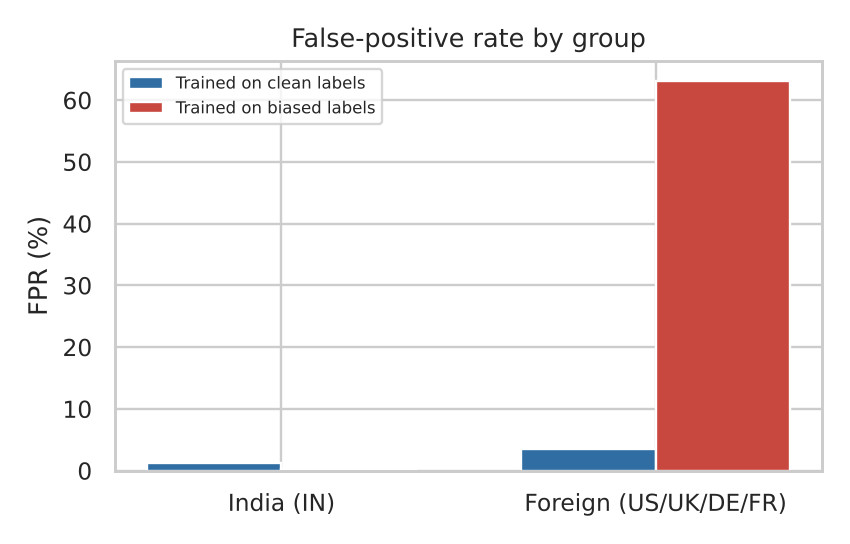 False-positive rate by group
Trained on clean labels
Trained on biased labels
FPR (%)
60
50
40
30
20
10
0
India (IN)
Foreign (US/UK/DE/FR)